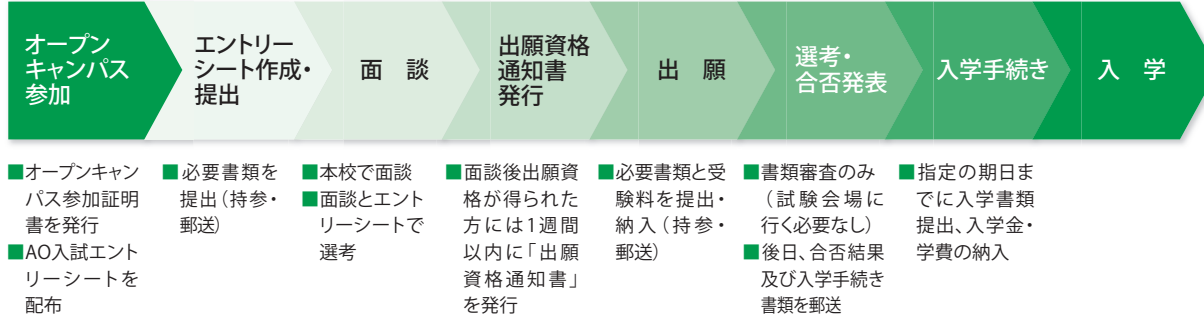 オープン
キャンパス
参加
エントリー
シート作成・
提出
面 談
出願資格
通知書
発行
出 願
選考・
合否発表
入学手続き
入 学
■オープンキャン
パス参加証明
書を発行
■AO入試エント
リーシートを
配布
■必要書類を
提出（持参・
郵送）
■本校で面談
■面談とエント
リーシートで
選考
■面談後出願資
格が得られた
方には1週間
以内に「出願
資格通知書」
を発行
■必要書類と受
験料を提出・
納入（持参・
郵送）
■書類審査のみ
（試験会場に
行く必要なし）
■後日、合否結果
及び入学手続き
書類を郵送
■指定の期日ま
でに入学書類
提出、入学金・
学費の納入